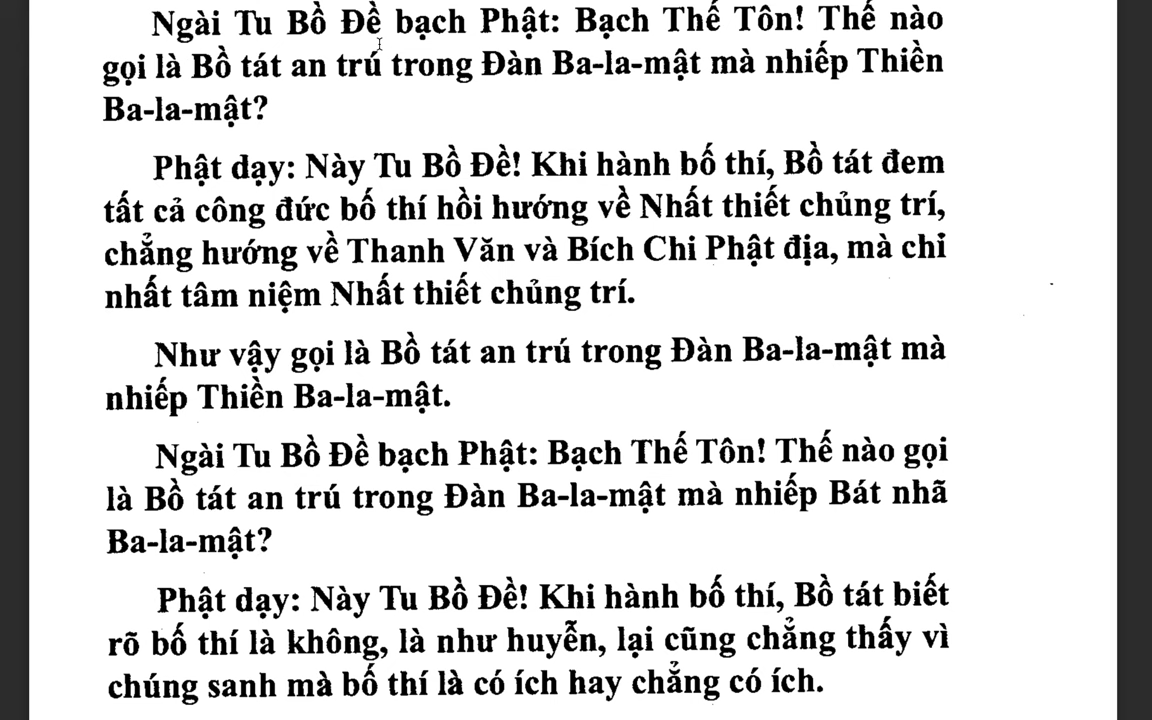 Ngài Tu Bồ Đề bạch Phật: Bạch Thế Tôn! Thế nào
gọi là Bồ tát an trú trong Đàn Ba-la-mật mà nhiếp Thiền
Ba-la-mật?
Phật dạy: Này Tu Bồ Đề! Khi hành bố thí, Bồ tát đem
tất cả công đức bố thí hồi hướng về Nhất thiết chủng trí,
chẳng hướng về Thanh Văn và Bích Chi Phật địa, mà chỉ
nhất tâm niệm Nhất thiết chủng trí.
Như vậy gọi là Bồ tát an trú trong Đàn Ba-la-mật mà
nhiếp Thiền Ba-la-mật.
Ngài Tu Bồ Đề bạch Phật: Bạch Thế Tôn! Thế nào gọi
là Bồ tát an trú trong Đàn Ba-la-mật mà nhiếp Bát nhã
Ba-la-mật?
Phật dạy: Này Tu Bồ Đề! Khi hành bố thí, Bồ tát biết
rõ bố thí là không, là như huyễn, lại cũng chẳng thấy vì
chúng sanh mà bố thí là có ích hay chẳng có ích.